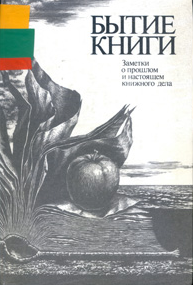 БЫТИЕ
КНИГИ
Заметки
о прошлом
и настоящем
книжного дела